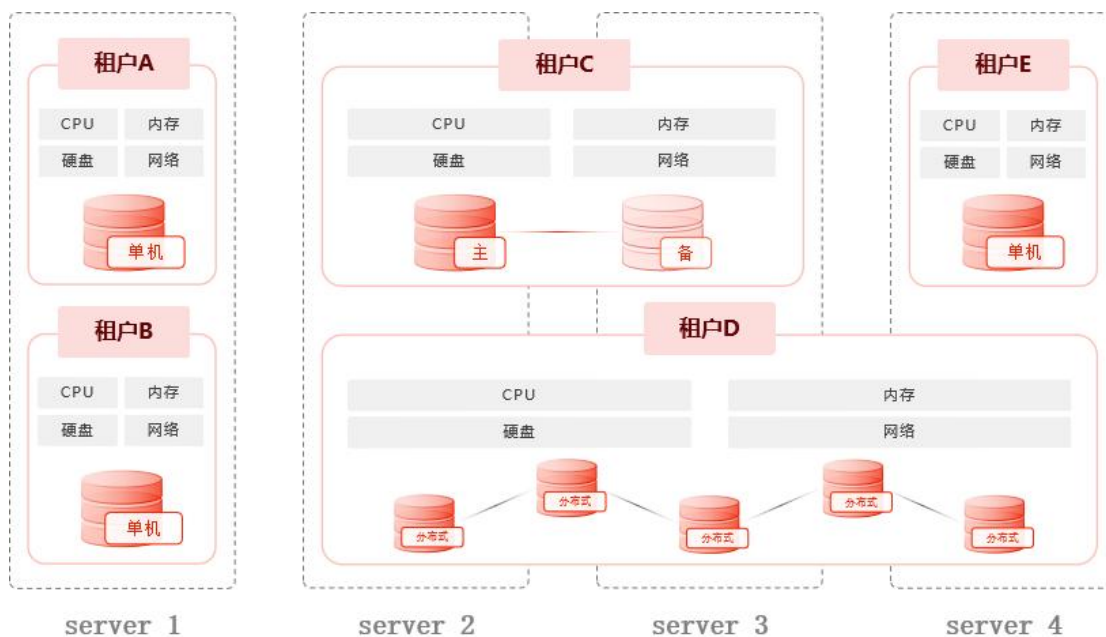 租户A
CPU 内存
硬盘 网络
单机
租户B
CPU 内存
硬盘 网络
单机
租户C
CPU 内存
硬盘 网络
主 备
租户E
CPU 内存
硬盘 网络
单机
租户D
CPU 内存
硬盘 网络
分布式 分布式 分布式 分布式 分布式
server 1 server 2 server 3 server 4